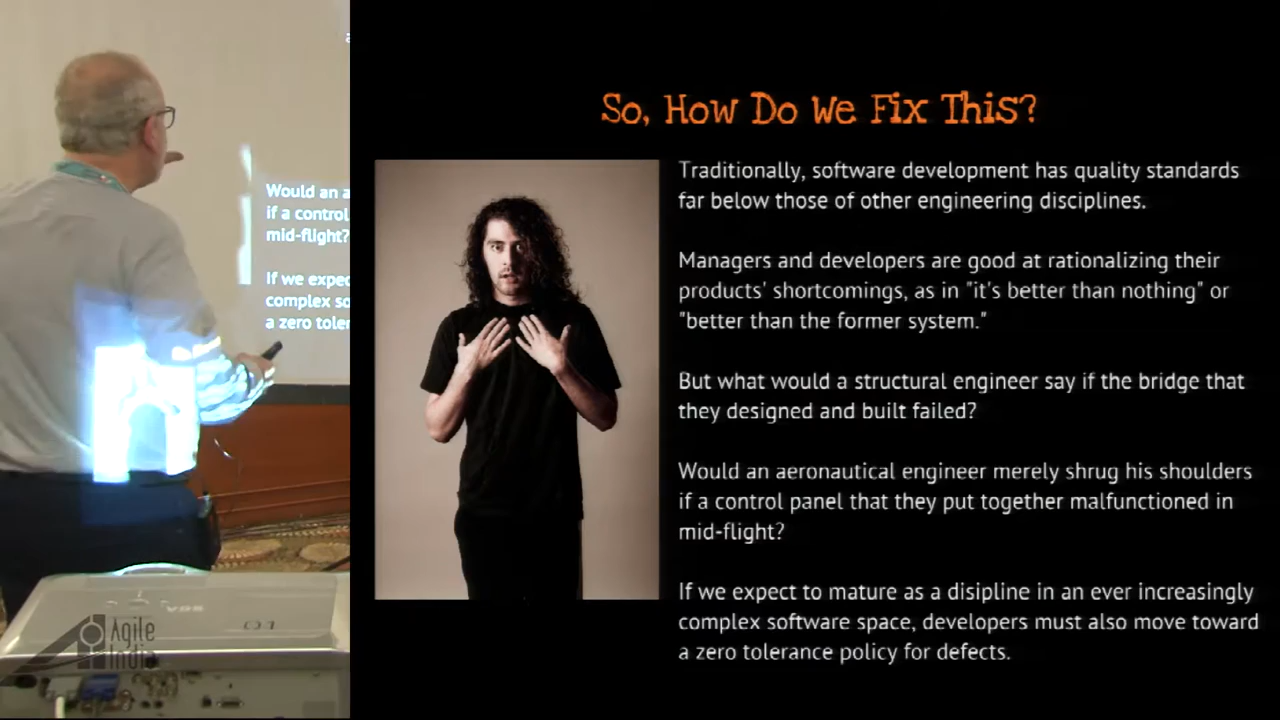 Would an a
if a control
mid-flight?
If we expec
complex so
a zero toler
01
Agile
India
So, How Do We Fix This?
Traditionally, software development has quality standards
far below those of other engineering disciplines.
Managers and developers are good at rationalizing their
products' shortcomings, as in "it's better than nothing" or
"better than the former system."
But what would a structural engineer say if the bridge that
they designed and built failed?
Would an aeronautical engineer merely shrug his shoulders
if a control panel that they put together malfunctioned in
mid-flight?
If we expect to mature as a disipline in an ever increasingly
complex software space, developers must also move toward
a zero tolerance policy for defects.